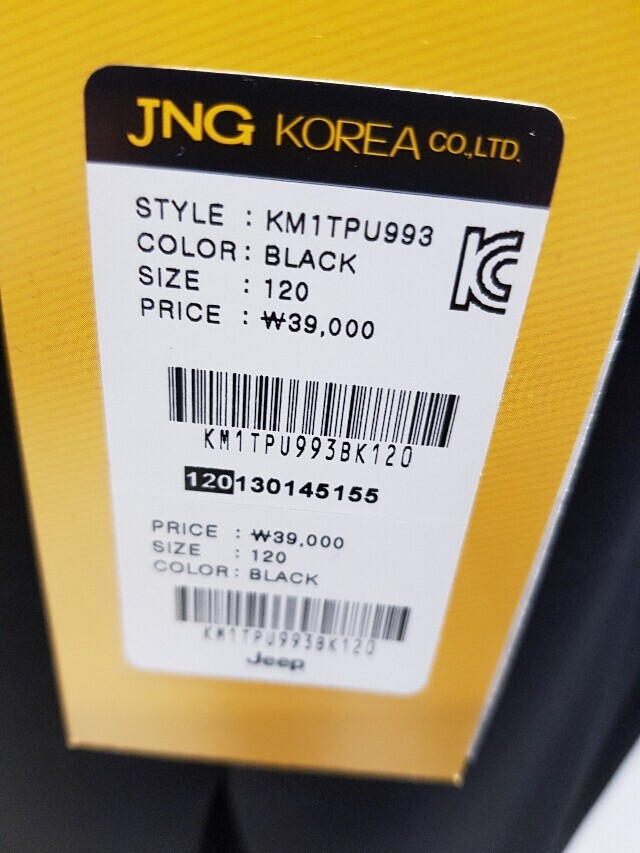 JNG KOREA CO.,LTD.
STYLE : KM1TPU993
COLOR : BLACK
SIZE : 120
PRICE : ₩39,000
KC
KM1TPU993BK120
120130145155
PRICE : ₩39,000
SIZE : 120
COLOR : BLACK
KM1TPU993BK120
Jeep